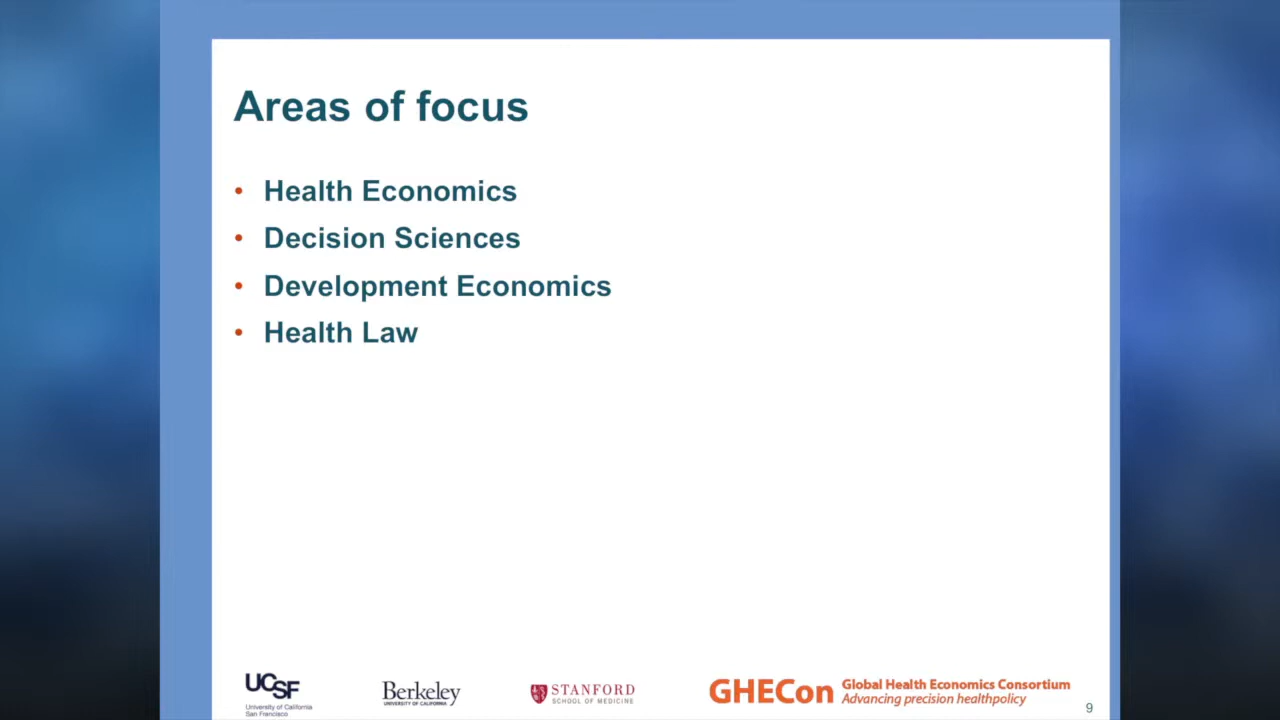 Areas of focus
• Health Economics
• Decision Sciences
• Development Economics
• Health Law
UCSF
University of California
San Francisco
Berkeley
UNIVERSITY OF CALIFORNIA
STANFORD
SCHOOL OF MEDICINE
GHECon
Global Health Economics Consortium
Advancing precision healthpolicy
9